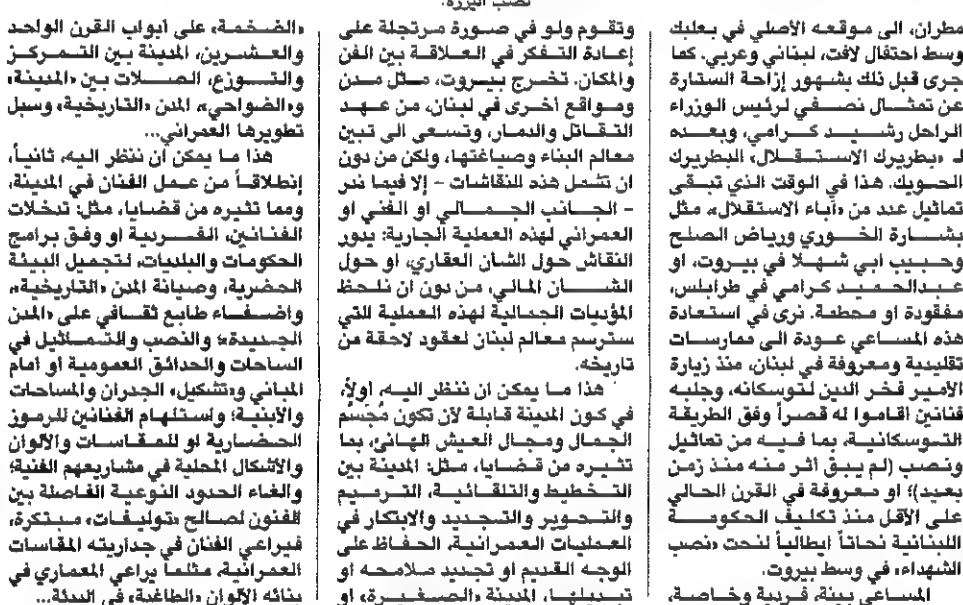 نصب البزرة.
مطران، الى موقعه الأصلي في بعلبك
وسط احتفال لافت، لبناني وعربي. كما
جرى قبل ذلك بشهور إزاحة الستارة
عن تمثال نصفي لرئيس الوزراء
الراحل رشيد كرامي، وبعده
لـ «بطريرك الاستقلال» البطريرك
الحويك. هذا في الوقت الذي تبقى
تماثيل عدد من «أباء الاستقلال» مثل
بشارة الخوري ورياض الصلح
وحبيب ابي شهلا في بيروت، او
عبدالحميد كرامي في طرابلس،
مفقودة او محطمة. نرى في استعادة
هذه المساعي عودة الى ممارسات
تقليدية ومعروفة في لبنان، منذ زيارة
الأمير فخر الدين لتوسكانه، وجلبه
فنانين اقاموا له قصراً وفق الطريقة
التوسكانية، بما فيه من تماثيل
ونصب (لم يبق أثر منه منذ زمن
بعيد)؛ او معروفة في القرن الحالي
على الأقل منذ تكليف الحكومة
اللبنانية نحاتاً ايطالياً لنحت «نصب
الشهداء» في وسط بيروت.
المساعي بينة، فردية وخاصة،
وتقوم ولو في صورة مرتجلة على
إعادة التفكر في العلاقة بين الفن
والمكان. تخرج بيروت، مثل مدن
ومواقع أخرى في لبنان، من عهد
التقاتل والدمار، وتسعى الى تبين
معالم البناء وصياغتها، ولكن من دون
ان تشمل هذه النقاشات - إلا فيما ندر
- الجانب الجمالي او الفني او
العمراني لهذه العملية الجارية: يدور
النقاش حول الشأن العقاري، او حول
الشان المالي، من دون ان نلحظ
المؤديات الجمالية لهذه العملية التي
سترسم معالم لبنان لعقود لاحقة من
تاريخه.
هذا ما يمكن ان ننظر اليه، اولاً،
في كون المدينة قابلة لأن تكون مُجَسَّم
الجمال ومجال العيش الهانئ، بما
تثيره من قضايا، مثل: المدينة بين
التخطيط والتلقائية، الترميم
والتحوير والتجديد والابتكار في
العمليات العمرانية، الحفاظ على
الوجه القديم او تجديد ملامحه او
تبديلها، المدينة «الصغيرة» او
«الضخمة» على ابواب القرن الواحد
والعشرين، المدينة بين التمركز
والتوزع، الصلات بين «المدينة»
و«الضواحي»، المدن «التاريخية» وسبل
تطويرها العمراني...
هذا ما يمكن أن ننظر اليه، ثانياً،
إنطلاقاً من عمل الفنان في المدينة،
ومما تثيره من قضايا، مثل: تدخلات
الفنانين، الفردية او وفق برامج
الحكومات والبلديات، لتجميل البيئة
الحضرية، وصيانة المدن «التاريخية»،
واضفاء طابع ثقافي على «المدن
الجديدة»؛ والنصب والتماثيل في
الساحات والحدائق العمومية أو أمام
المباني و«تشكيل» الجدران والمساحات
والأبنية؛ واستلهام الفنانين للرموز
الحضارية او للمقاسات والألوان
والأشكال المحلية في مشاريعهم الفنية؛
والغاء الحدود النوعية الفاصلة بين
الفنون لصالح «توليفات» مبتكرة،
فيراعي الفنان في جداريته المقاسات
العمرانية، مثلما يراعي المعماري في
بنائه الألوان «الطاغية» في البيئة...